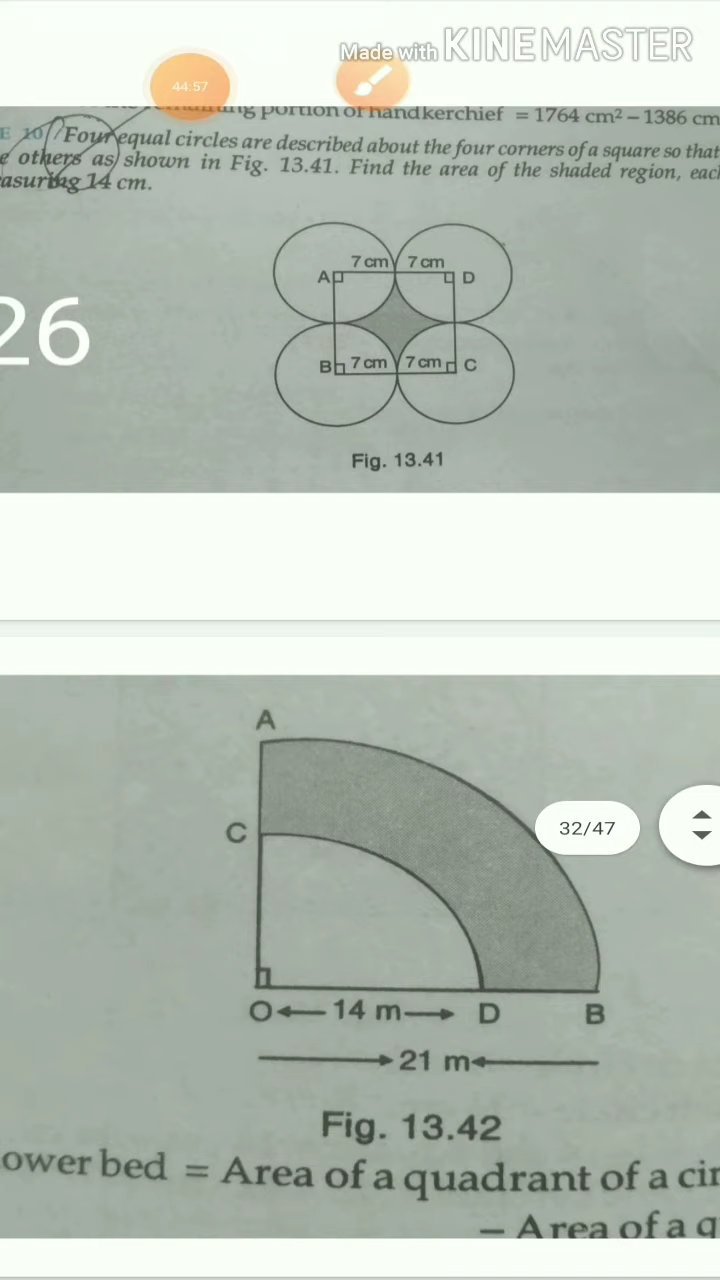 Made with KINEMASTER
44:57
portion of handkerchief = 1764 cm² – 1386 cm
E 10 Four equal circles are described about the four corners of a square so that
e others as shown in Fig. 13.41. Find the area of the shaded region, each
asuring 14 cm.
7 cm 7 cm
A D
26
B 7 cm 7 cm C
Fig. 13.41
A
32/47
C
O 14 m D B
21 m
Fig. 13.42
ower bed = Area of a quadrant of a cir
– Area of a q